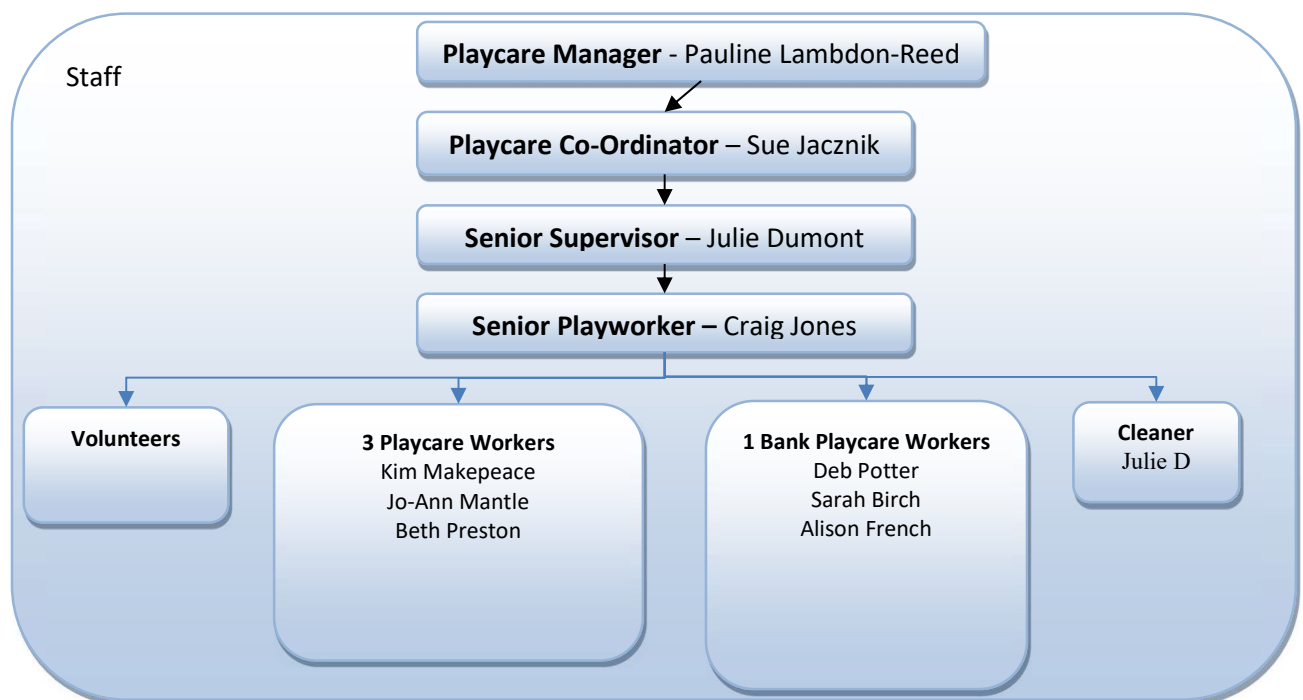 Playcare Manager - Pauline Lambdon-Reed
Staff
Playcare Co-Ordinator – Sue Jacznik
Senior Supervisor – Julie Dumont
Senior Playworker – Craig Jones
Volunteers
3 Playcare Workers
Kim Makepeace
Jo-Ann Mantle
Beth Preston
1 Bank Playcare Workers
Deb Potter
Sarah Birch
Alison French
Cleaner
Julie D